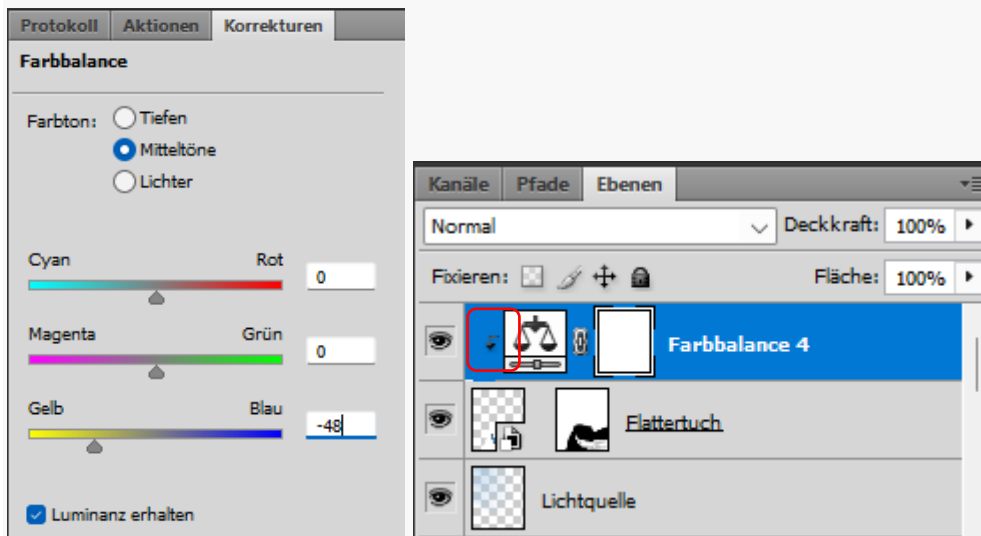 Protokoll Aktionen Korrekturen
Farbbalance
Farbton: Tiefen
Mitteltöne
Lichter
Cyan Rot 0
Magenta Grün 0
Gelb Blau -48
Luminanz erhalten
Kanäle Pfade Ebenen
Normal Deckkraft: 100%
Fixieren: Fläche: 100%
Farbbalance 4
Flattertuch
Lichtquelle